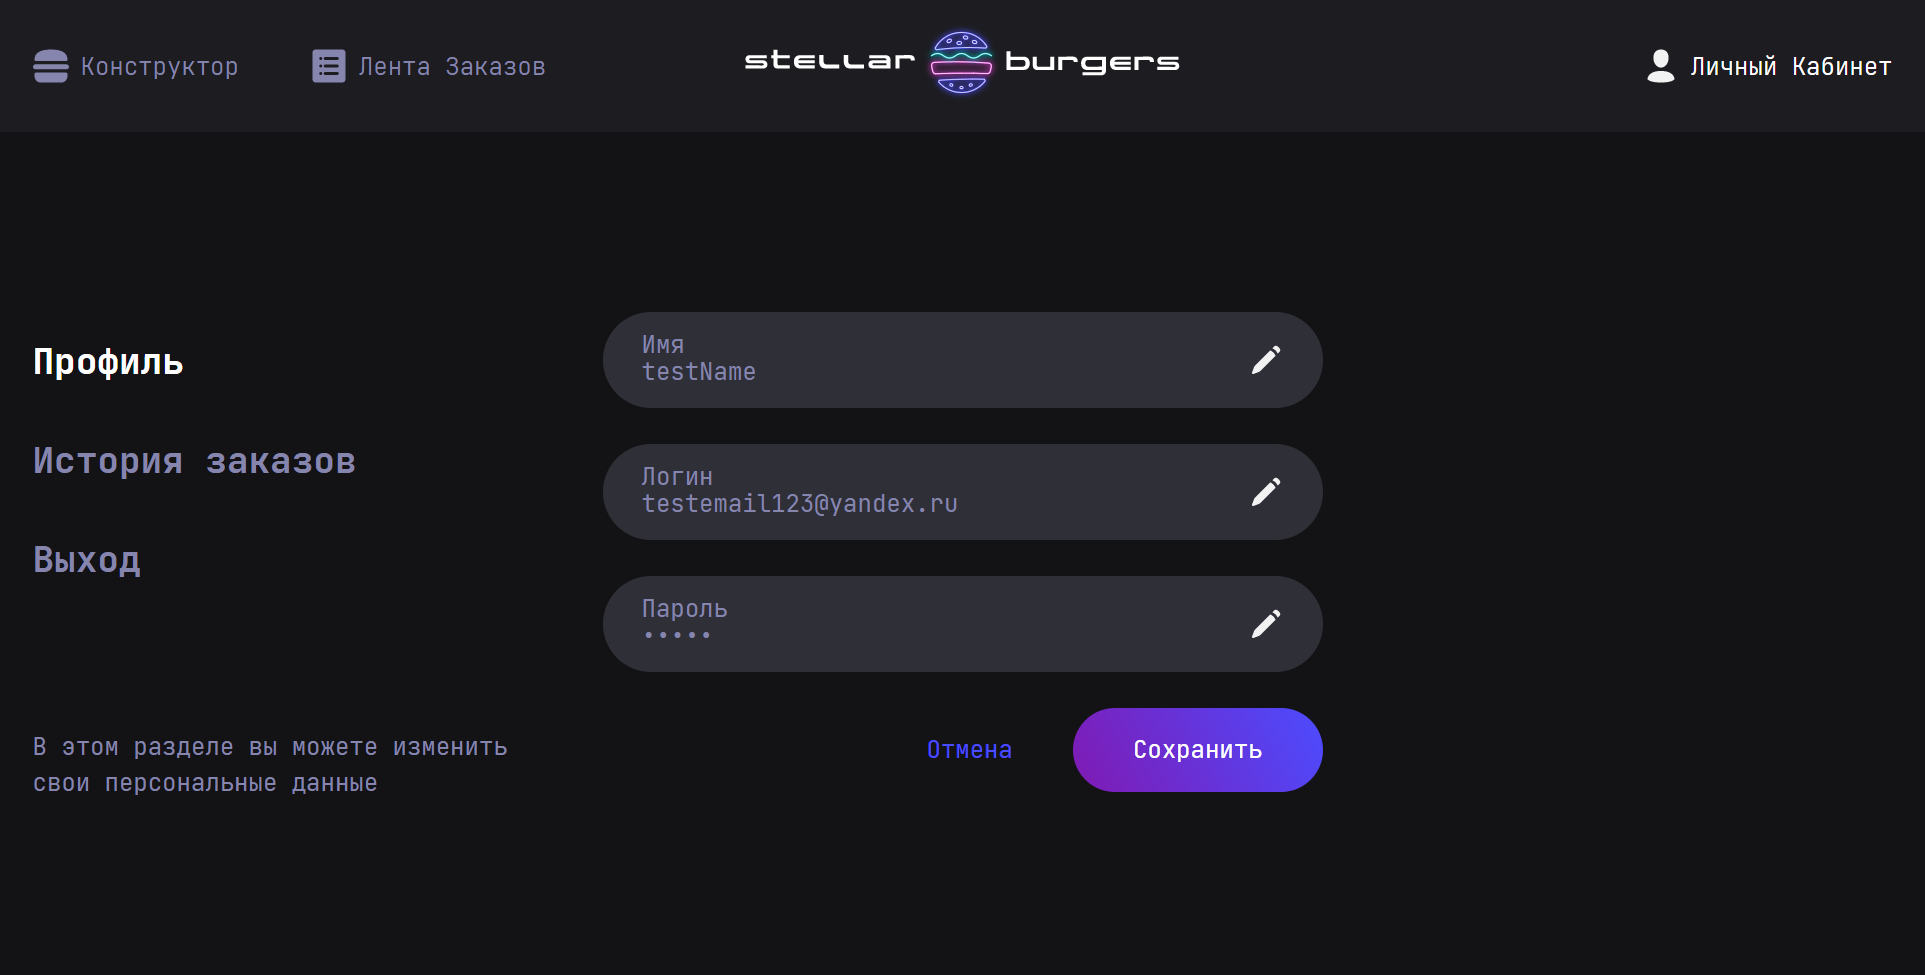 Конструктор
Лента Заказов
stellar burgers
Личный Кабинет
Профиль
История заказов
Выход
В этом разделе вы можете изменить
свои персональные данные
Имя
testName
Логин
testemail123@yandex.ru
Пароль
•••••
Отмена
Сохранить